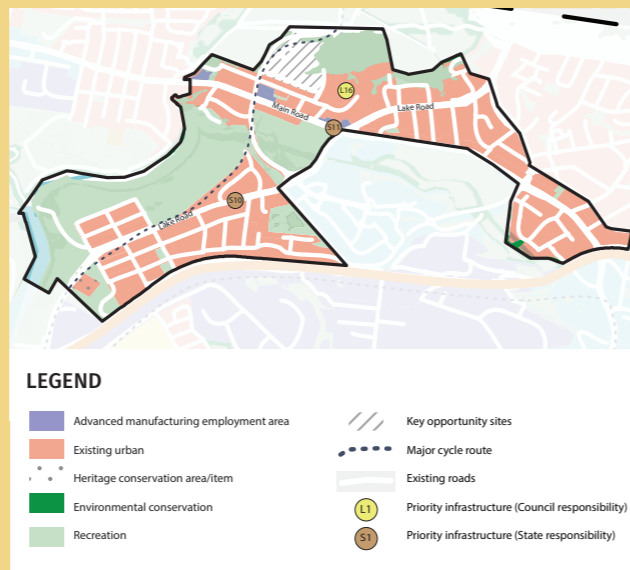 L16
Main Road
Lake Road
S11
S10
Lake Road
LEGEND
Advanced manufacturing employment area
Existing urban
Heritage conservation area/item
Environmental conservation
Recreation
Key opportunity sites
Major cycle route
Existing roads
L1 Priority infrastructure (Council responsibility)
S1 Priority infrastructure (State responsibility)